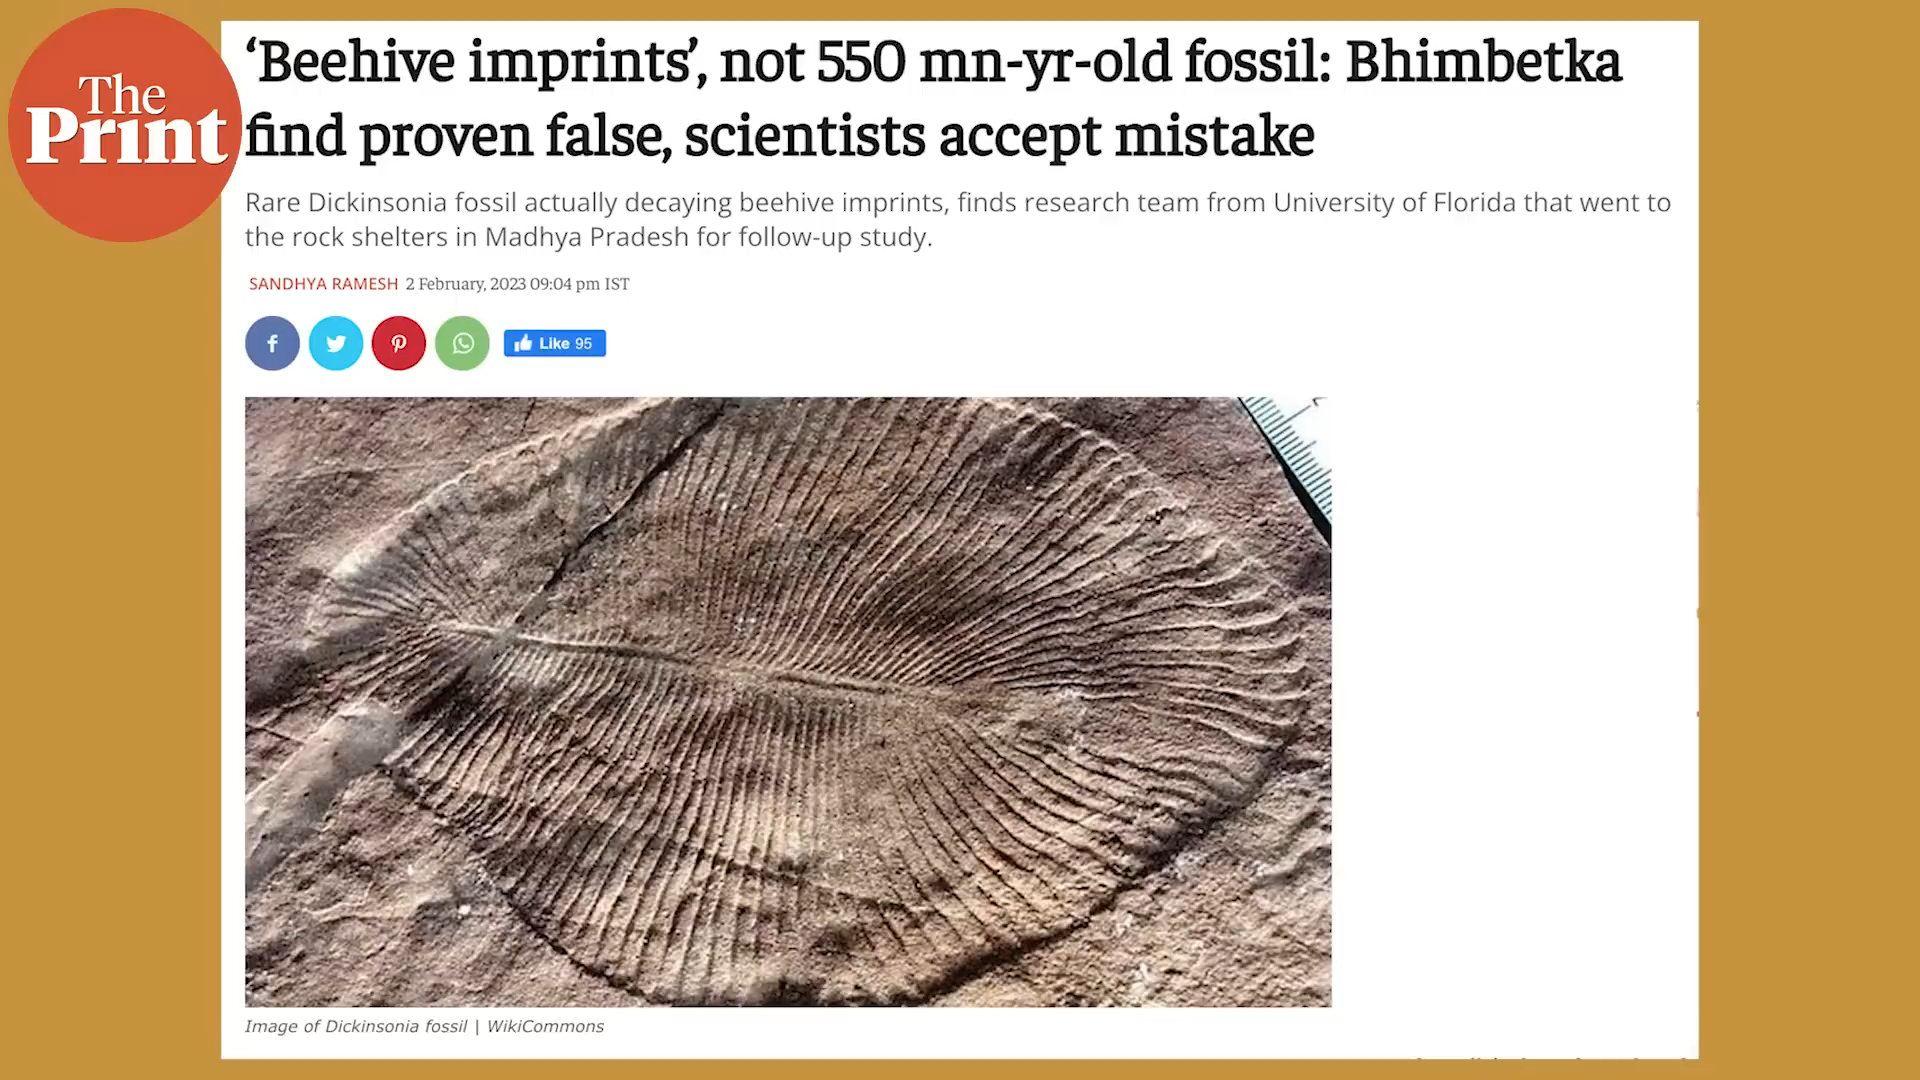 The
Print
‘Beehive imprints’, not 550 mn-yr-old fossil: Bhimbetka
find proven false, scientists accept mistake
Rare Dickinsonia fossil actually decaying beehive imprints, finds research team from University of Florida that went to
the rock shelters in Madhya Pradesh for follow-up study.
SANDHYA RAMESH 2 February, 2023 09:04 pm IST
f
Like 95
Image of Dickinsonia fossil | WikiCommons